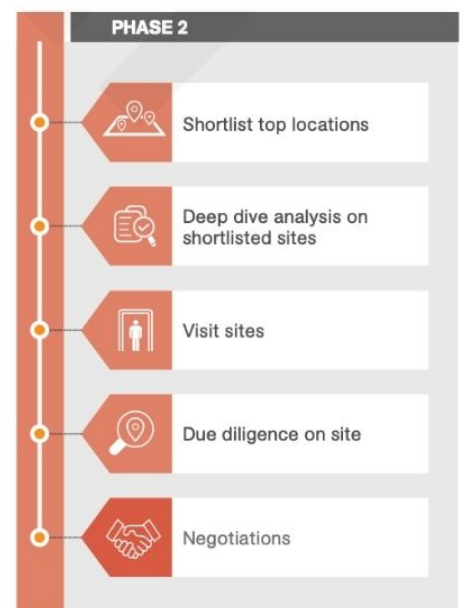 PHASE 2
Shortlist top locations
Deep dive analysis on
shortlisted sites
Visit sites
Due diligence on site
Negotiations